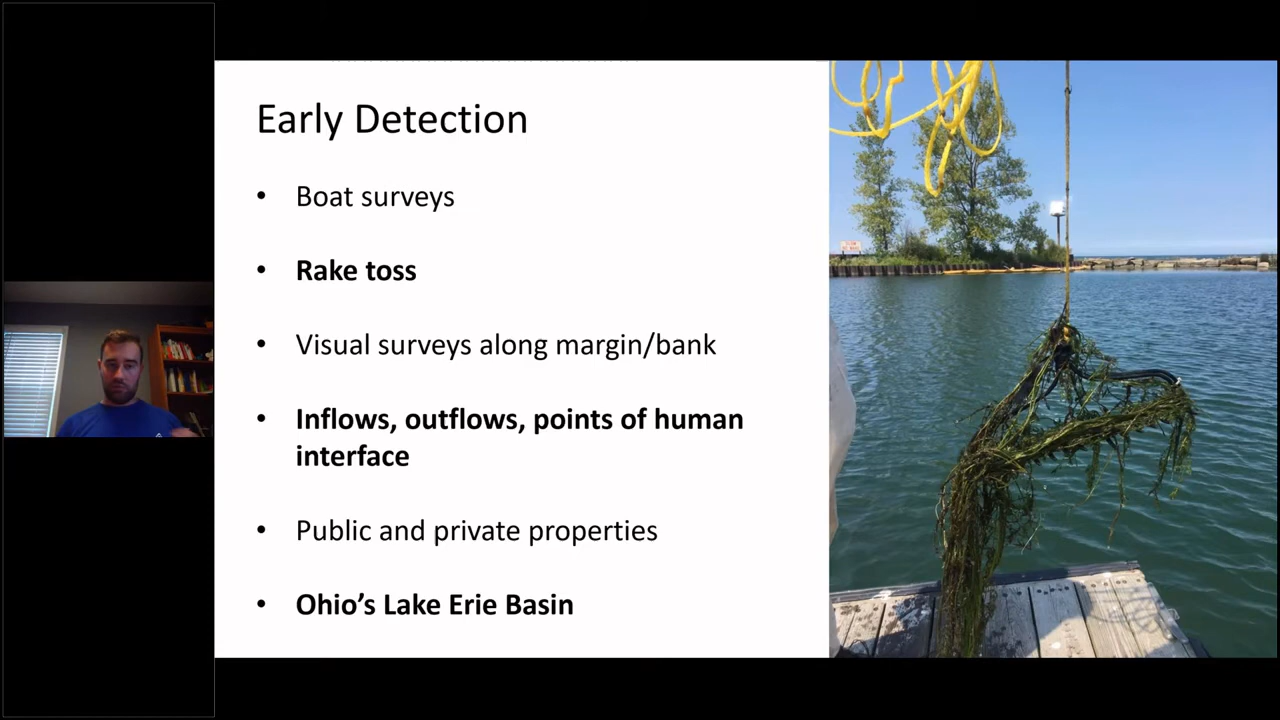 Early Detection
• Boat surveys
• Rake toss
• Visual surveys along margin/bank
• Inflows, outflows, points of human
interface
• Public and private properties
• Ohio's Lake Erie Basin